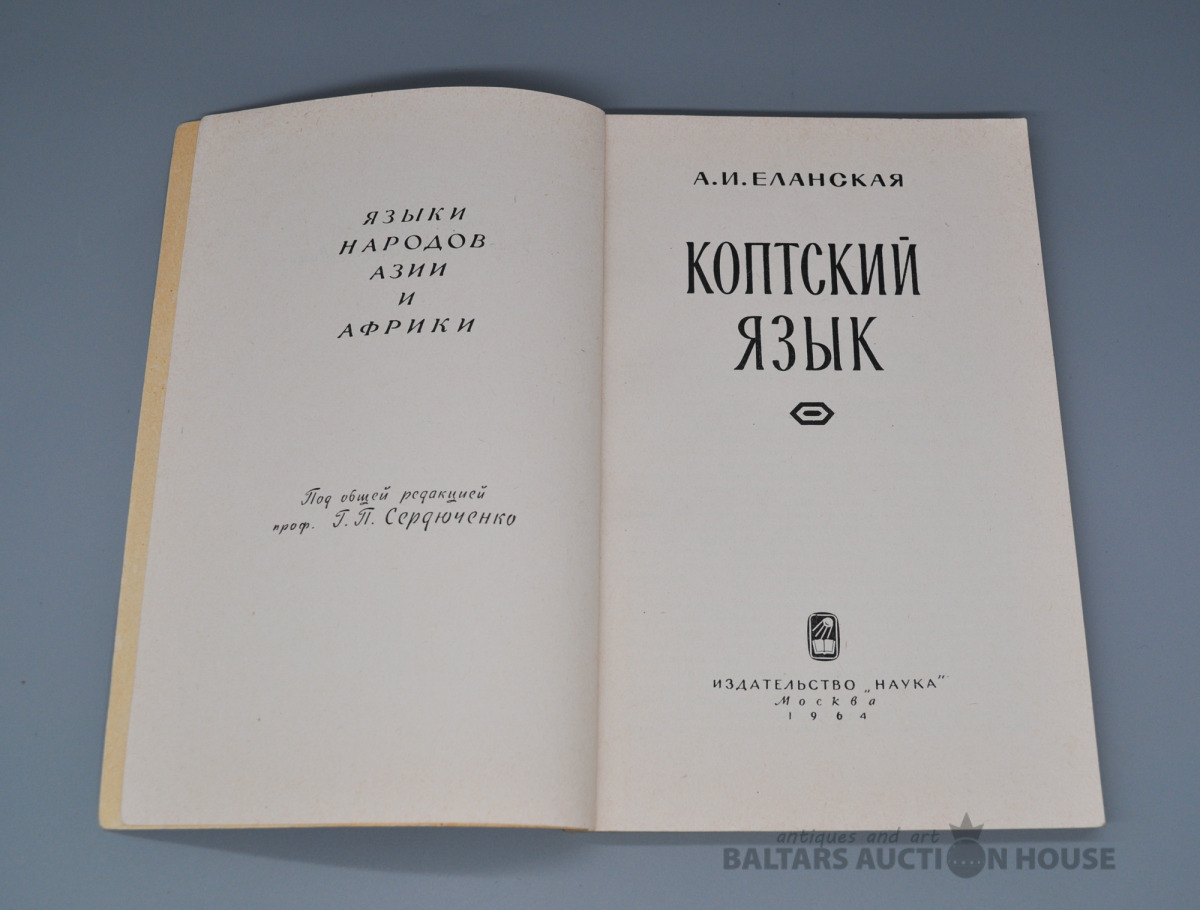 ЯЗЫКИ
НАРОДОВ
АЗИИ
И
АФРИКИ
Под общей редакцией
проф. Г. П. Сердюченко
А. И. ЕЛАНСКАЯ
КОПТСКИЙ
ЯЗЫК
ИЗДАТЕЛЬСТВО „НАУКА"
Москва
1964
antiques and art
BALTARS AUCTION HOUSE